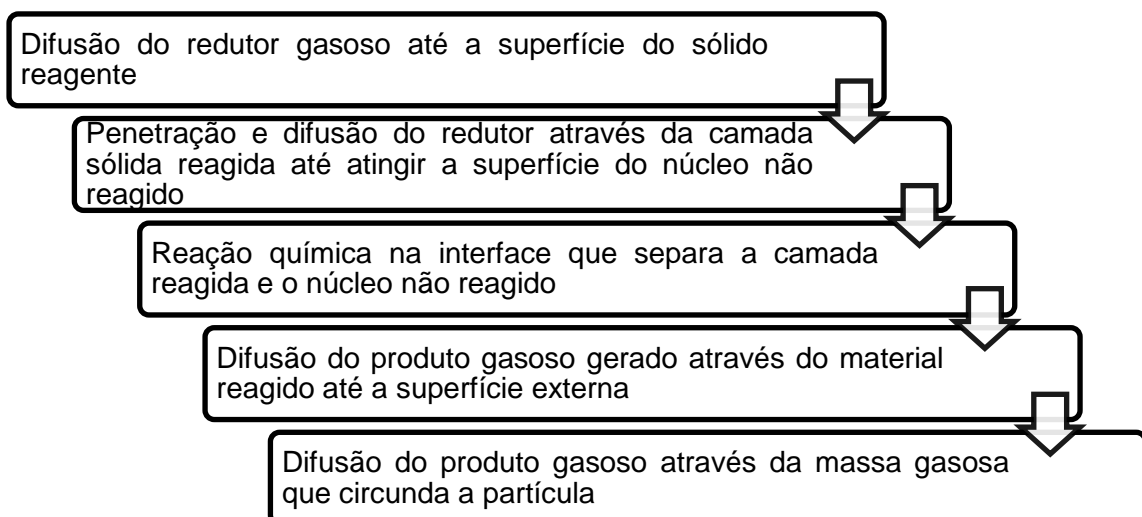 Difusão do redutor gasoso até a superfície do sólido
reagente
Penetração e difusão do redutor através da camada
sólida reagida até atingir a superfície do núcleo não
reagido
Reação química na interface que separa a camada
reagida e o núcleo não reagido
Difusão do produto gasoso gerado através do material
reagido até a superfície externa
Difusão do produto gasoso através da massa gasosa
que circunda a partícula